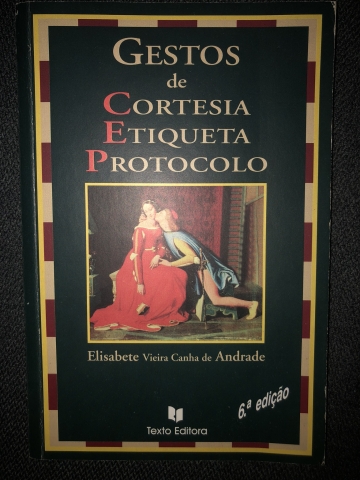 GESTOS
de
CORTESIA
ETIQUETA
PROTOCOLO
Elisabete Vieira Canha de Andrade
6.ª edição
Texto Editora